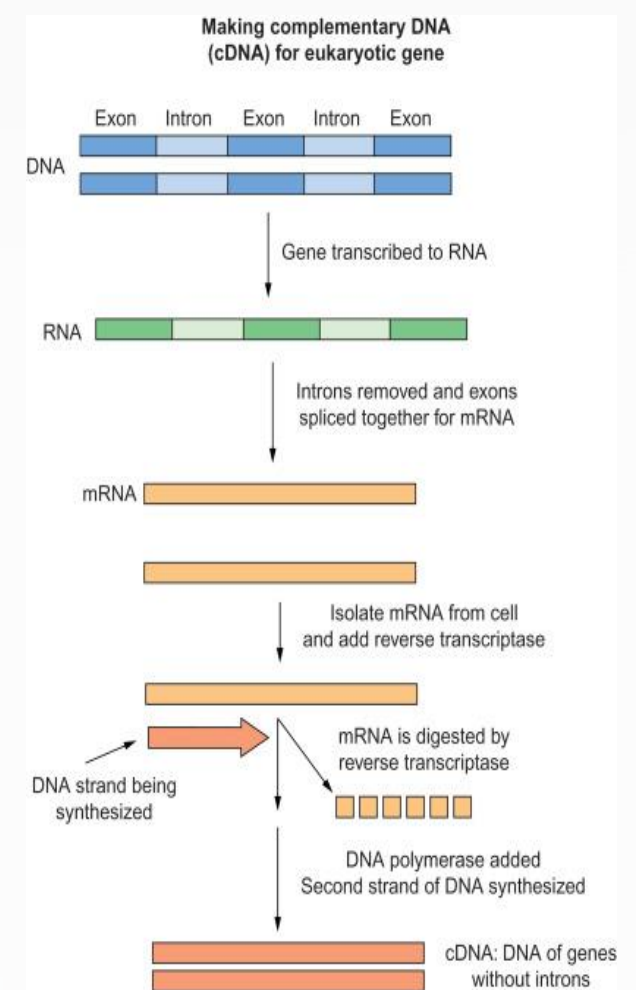 Making complementary DNA
(cDNA) for eukaryotic gene
Exon Intron Exon Intron Exon
DNA
Gene transcribed to RNA
RNA
Introns removed and exons
spliced together for mRNA
mRNA
Isolate mRNA from cell
and add reverse transcriptase
mRNA is digested by
reverse transcriptase
DNA strand being
synthesized
DNA polymerase added
Second strand of DNA synthesized
cDNA: DNA of genes
without introns